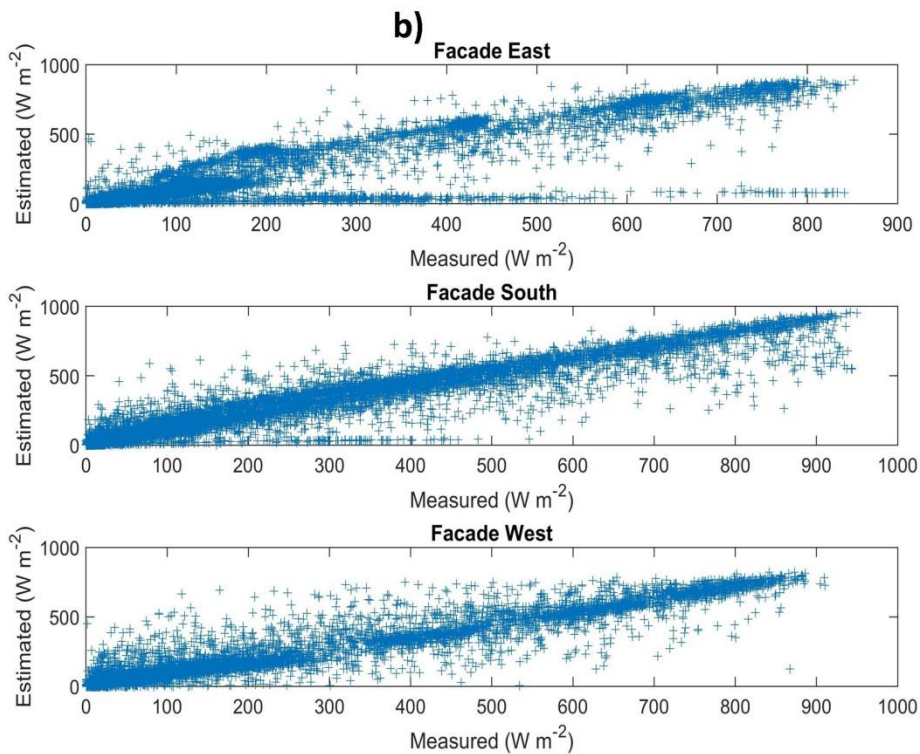 b)
Facade East
1000
500
0
Estimated (W m-2)
0 100 200 300 400 500 600 700 800 900
Measured (W m-2)
Facade South
1000
500
0
Estimated (W m-2)
0 100 200 300 400 500 600 700 800 900 1000
Measured (W m-2)
Facade West
1000
500
0
Estimated (W m-2)
0 100 200 300 400 500 600 700 800 900 1000
Measured (W m-2)